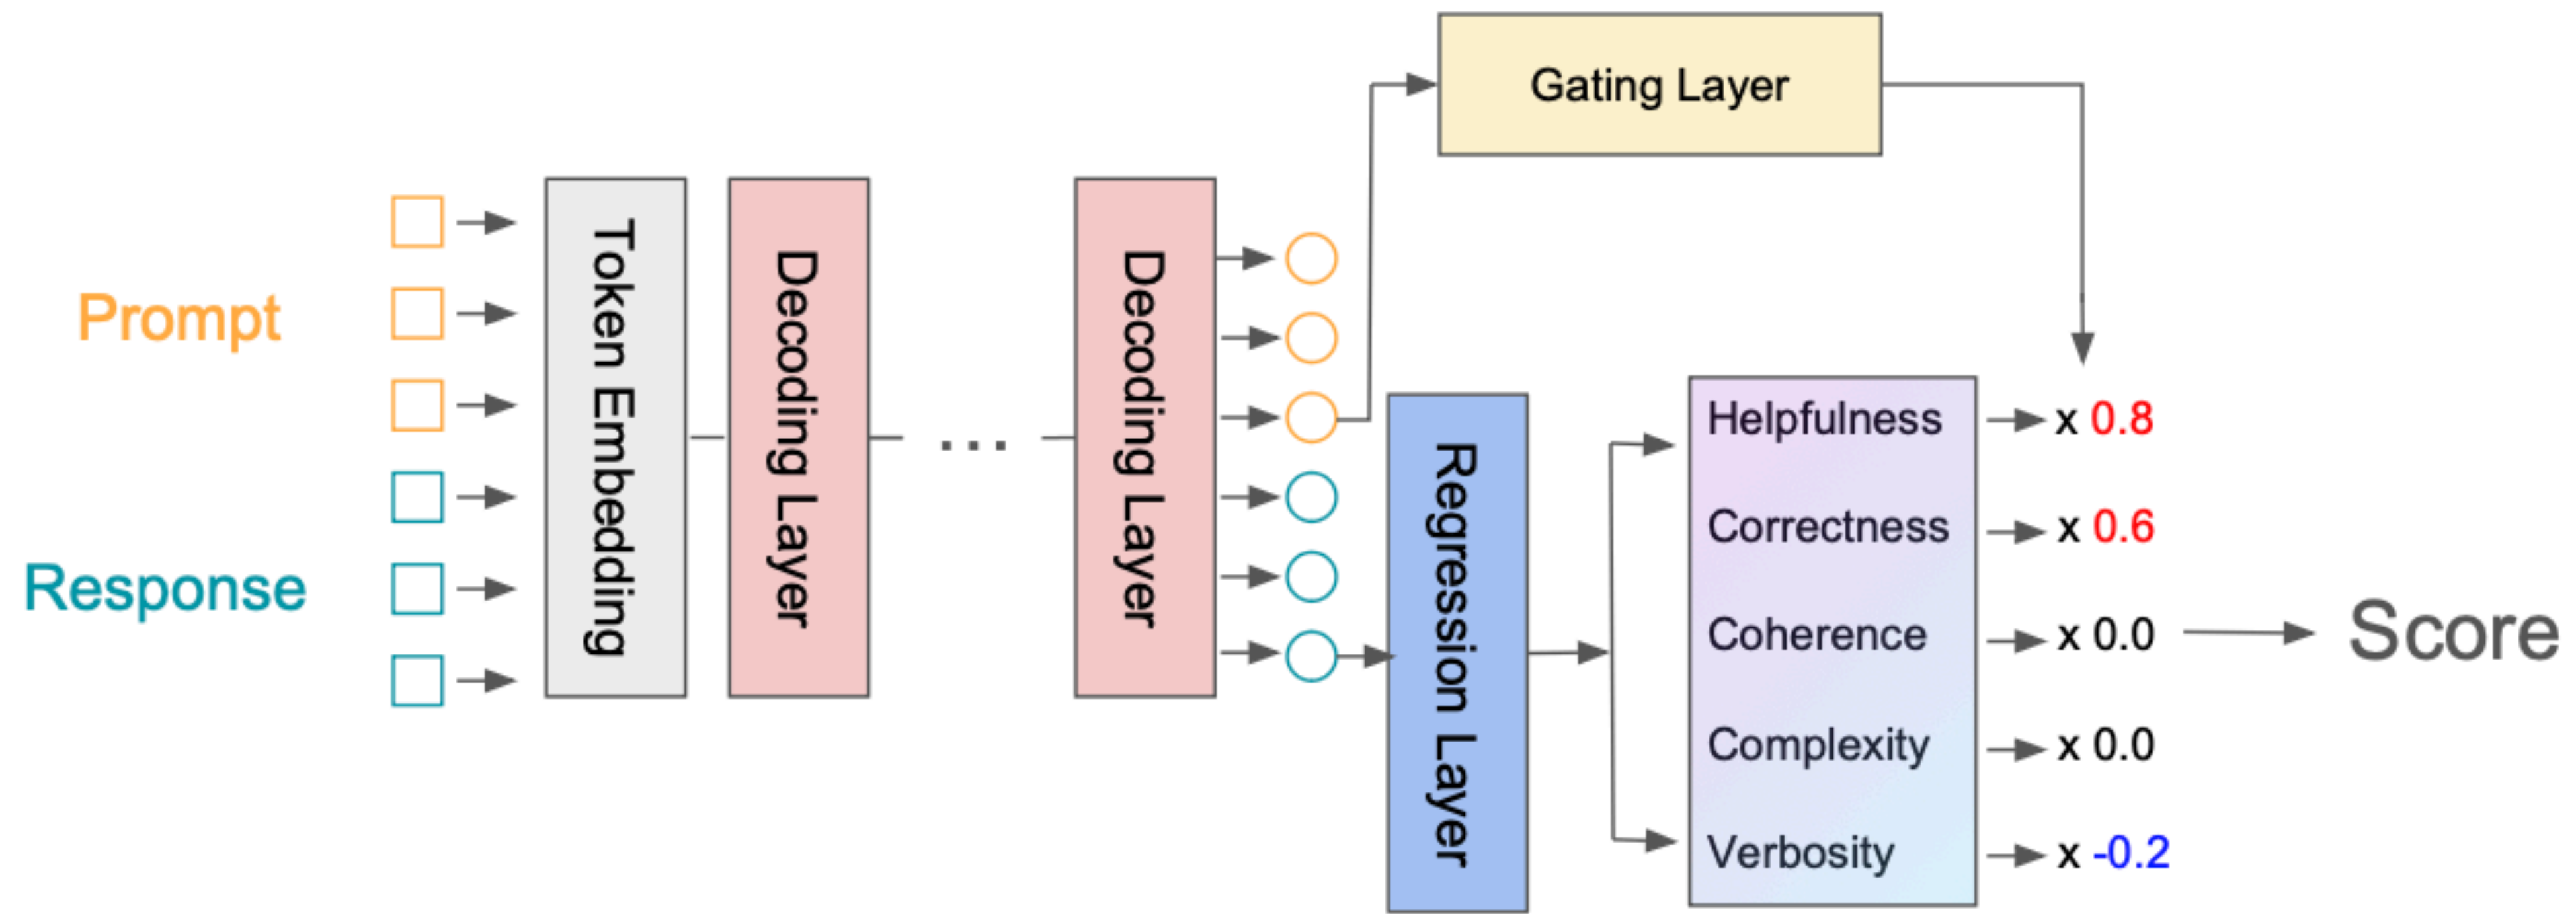 Gating Layer
Prompt
Response
Token Embedding
Decoding Layer
...
Decoding Layer
Regression Layer
Helpfulness x 0.8
Correctness x 0.6
Coherence x 0.0
Complexity x 0.0
Verbosity x -0.2
Score